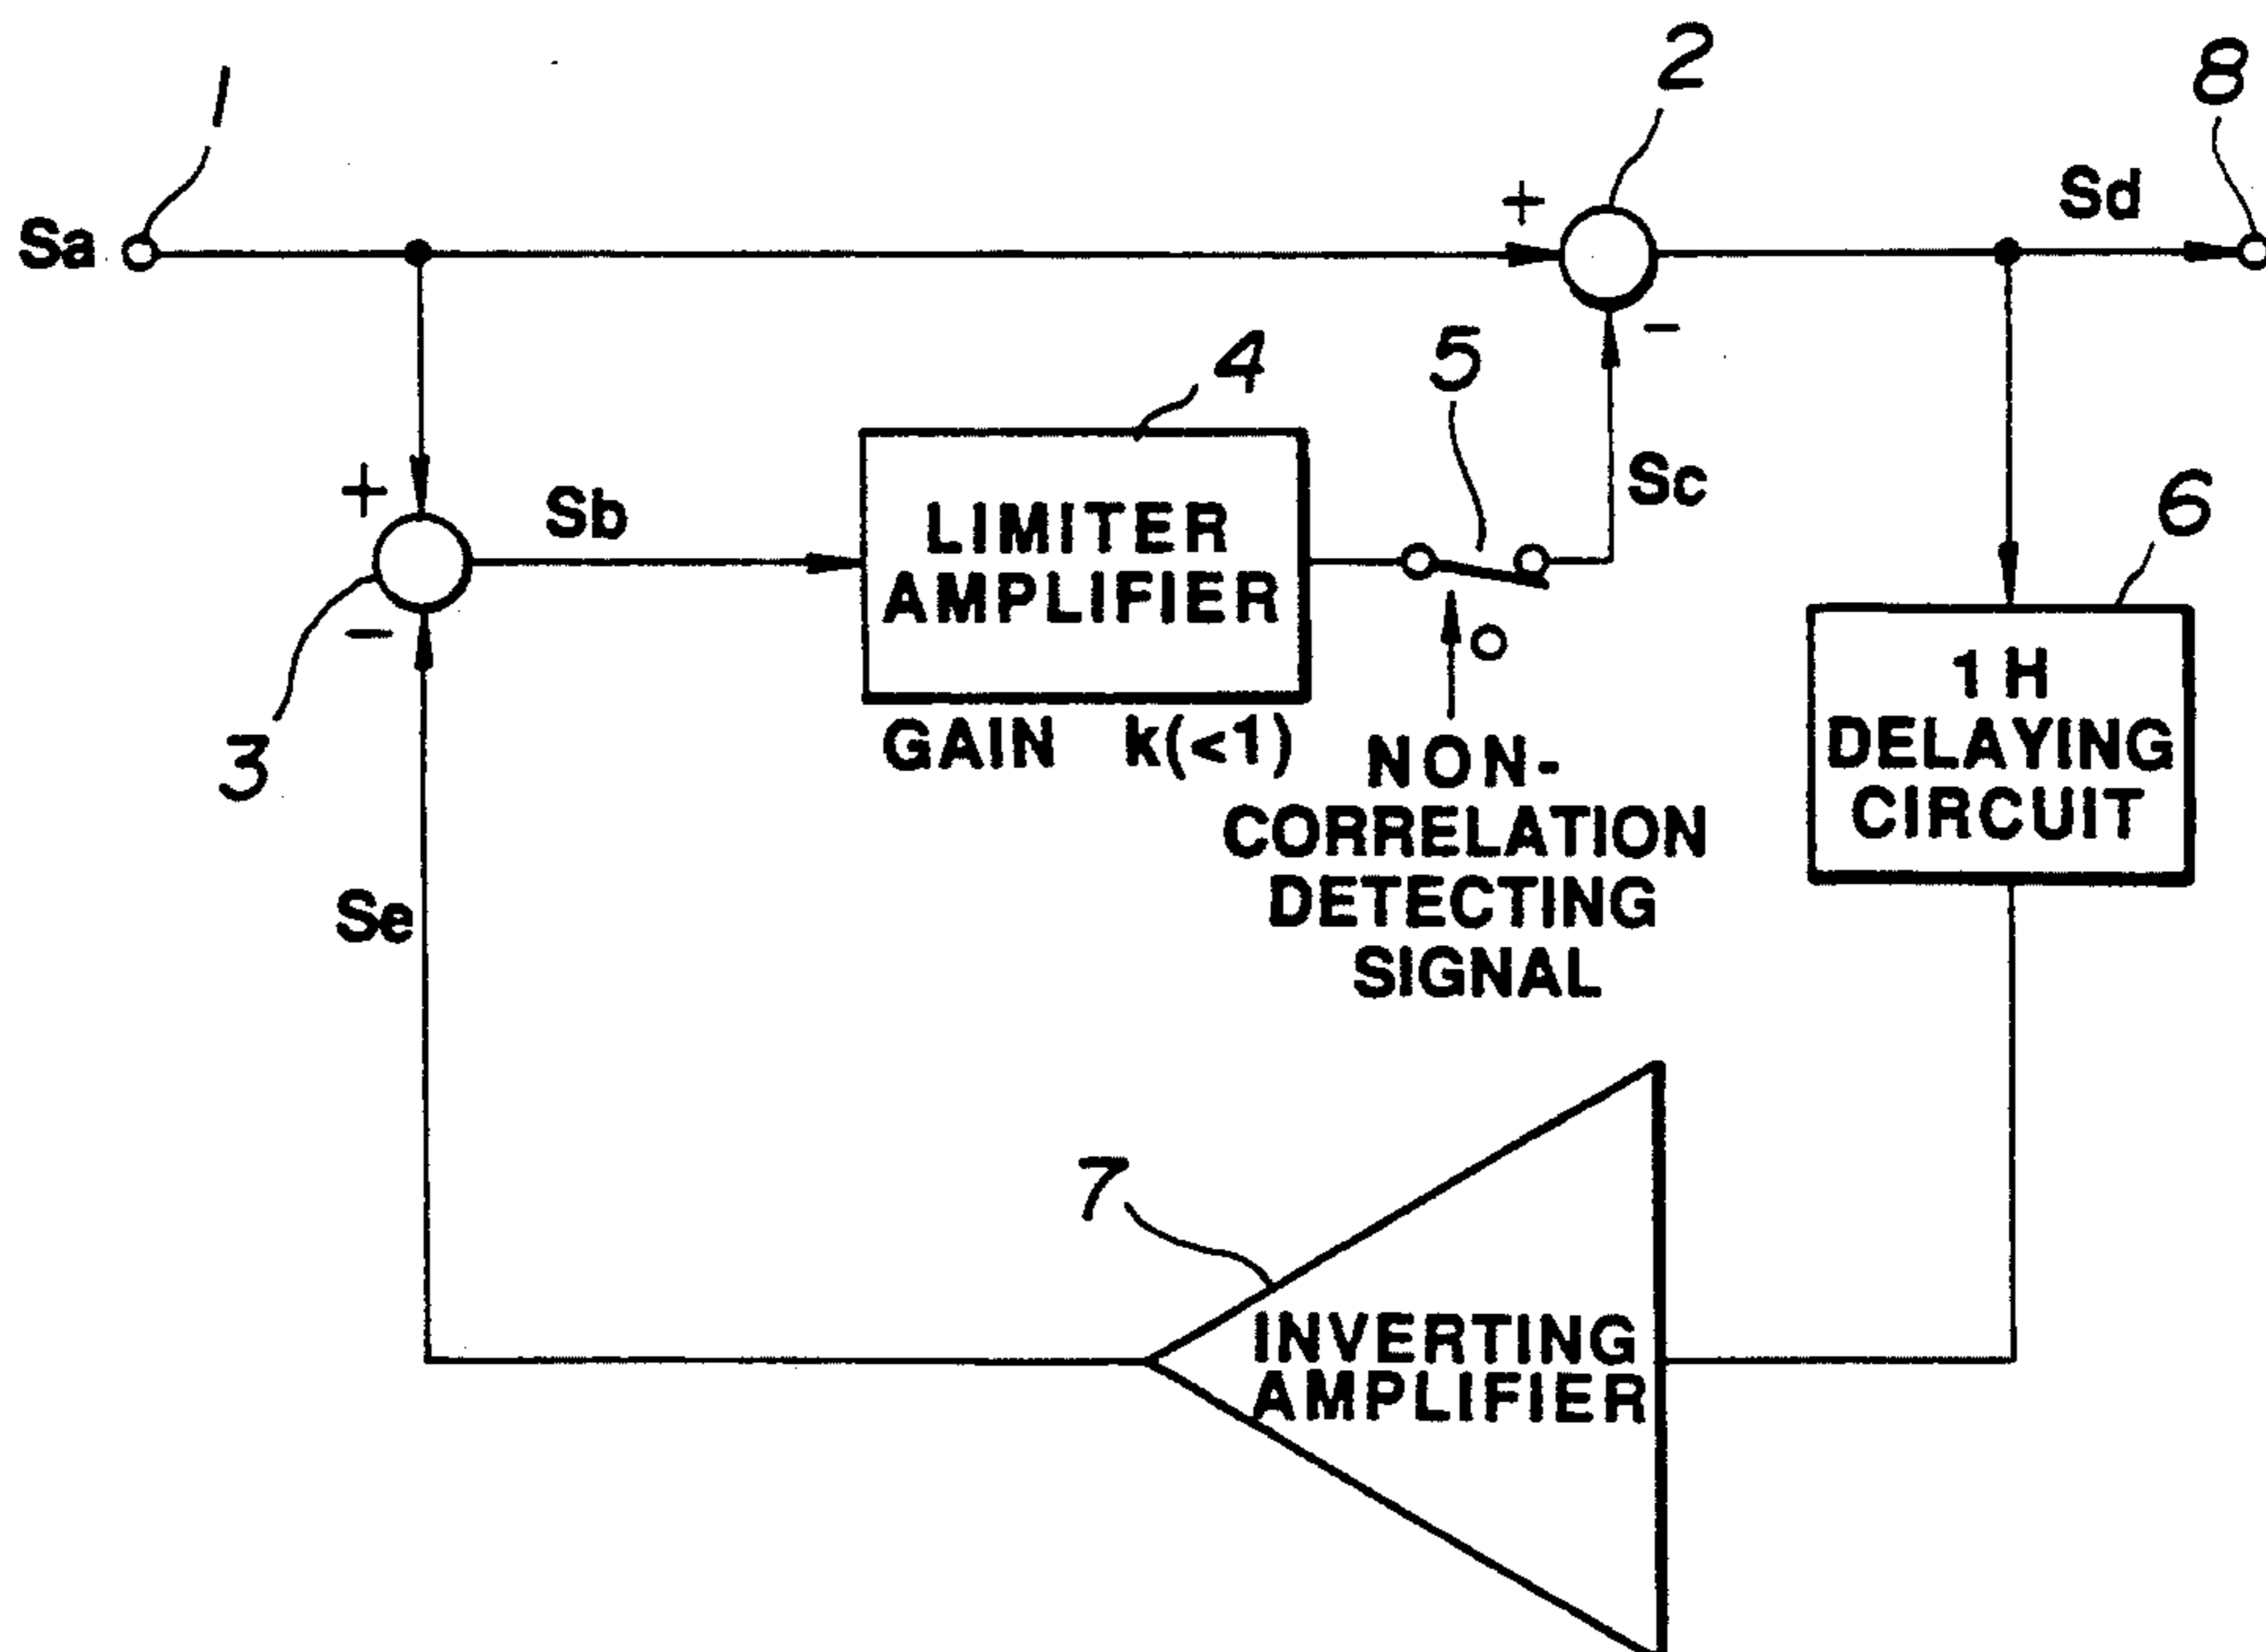 1
2
8
Sa
+
Sd
-
4
5
Sc
6
+
Sb
LIMITER
AMPLIFIER
3
-
GAIN k(<1)
NON-
CORRELATION
DETECTING
SIGNAL
1H
DELAYING
CIRCUIT
Se
7
INVERTING
AMPLIFIER